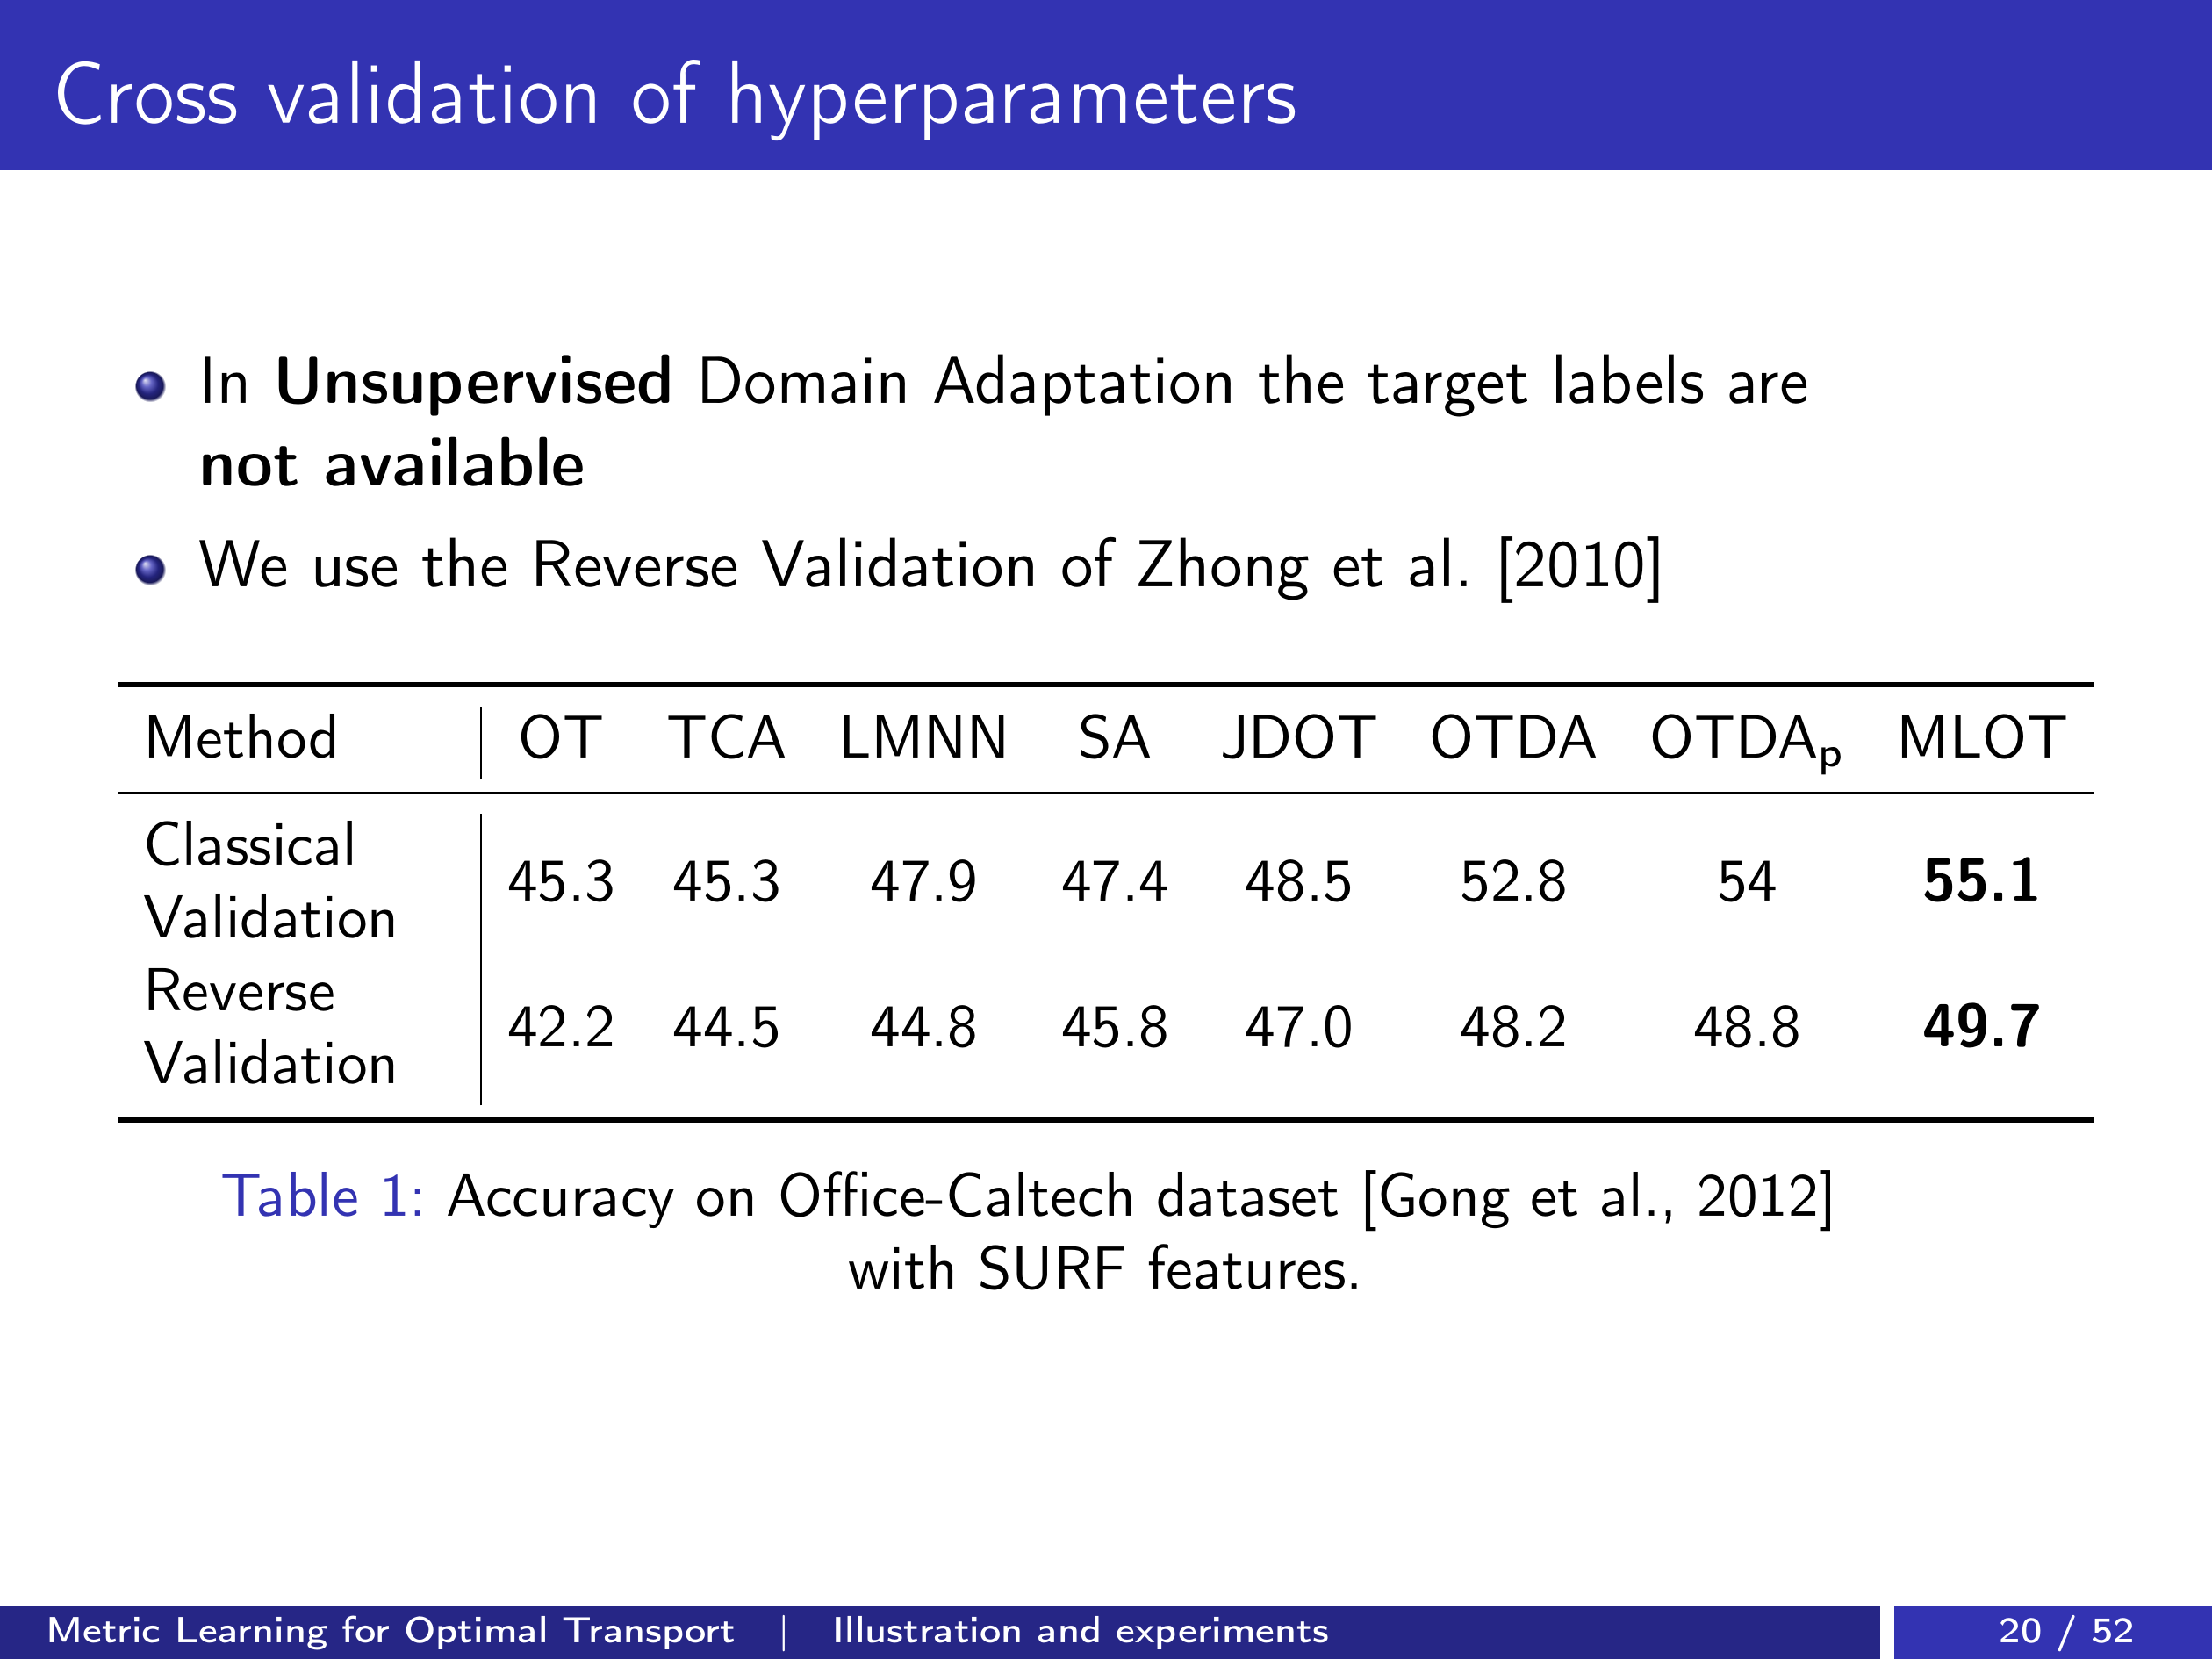 Cross validation of hyperparameters
In Unsupervised Domain Adaptation the target labels are
not available
We use the Reverse Validation of Zhong et al. [2010]
Method OT TCA LMNN SA JDOT OTDA OTDAp MLOT
Classical
Validation 45.3 45.3 47.9 47.4 48.5 52.8 54 55.1
Reverse
Validation 42.2 44.5 44.8 45.8 47.0 48.2 48.8 49.7
Table 1: Accuracy on Office-Caltech dataset [Gong et al., 2012]
with SURF features.
Metric Learning for Optimal Transport | Illustration and experiments 20 / 52